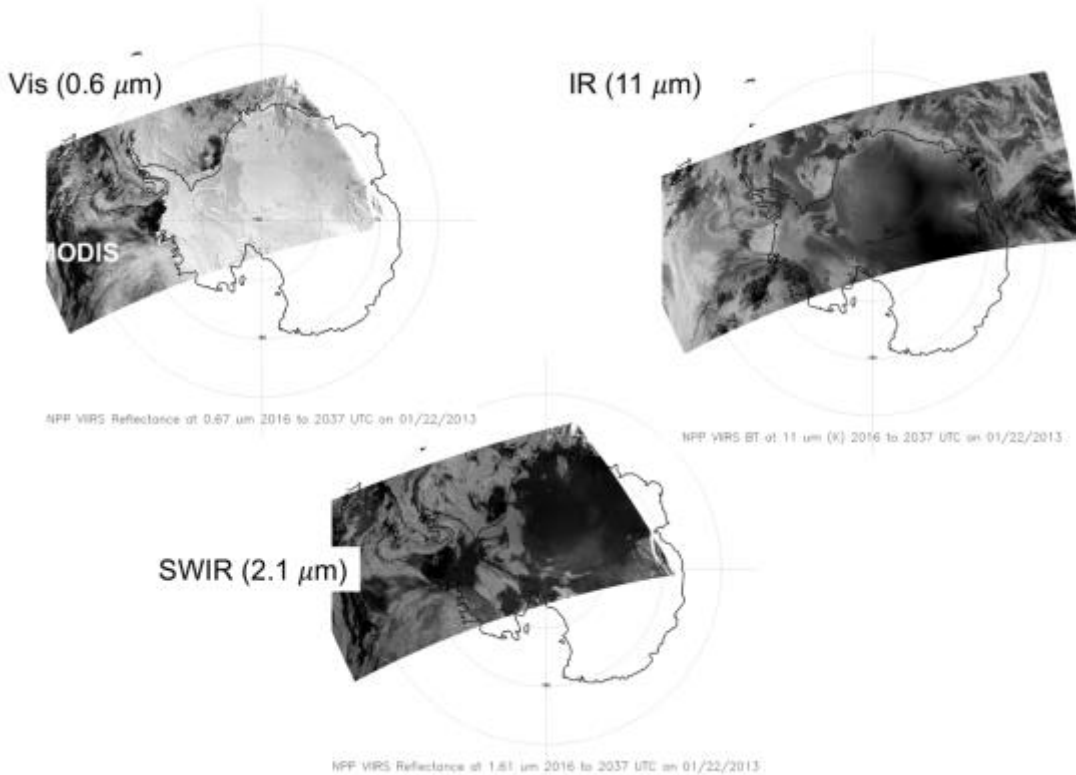 Vis (0.6 μm)
IR (11 μm)
MODIS
NPP VIIRS Reflectance at 0.67 um 2016 to 2037 UTC on 01/22/2013
NPP VIIRS BT at 11 um (K) 2016 to 2037 UTC on 01/22/2013
SWIR (2.1 μm)
NPP VIIRS Reflectance at 1.61 um 2016 to 2037 UTC on 01/22/2013